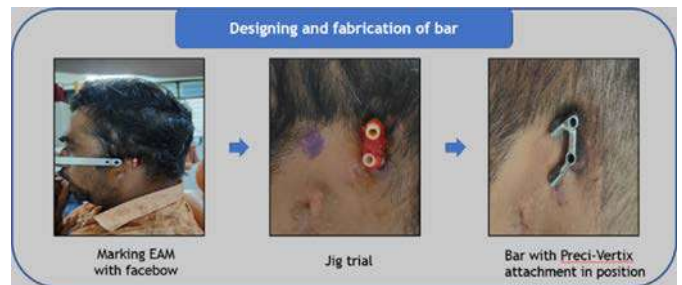 Designing and fabrication of bar
Marking EAM
with facebow
Jig trial
Bar with Preci-Vertix
attachment in position